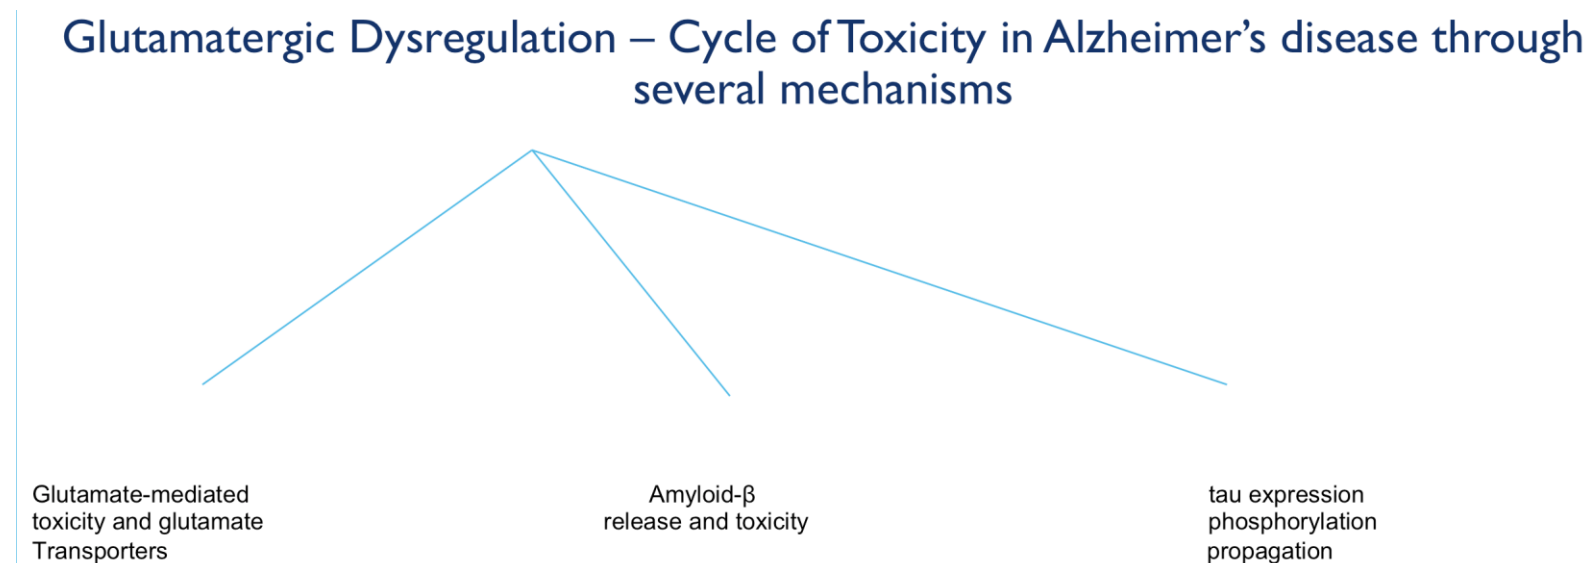 Glutamatergic Dysregulation – Cycle of Toxicity in Alzheimer’s disease through
several mechanisms
Glutamate-mediated
toxicity and glutamate
Transporters
Amyloid-β
release and toxicity
tau expression
phosphorylation
propagation